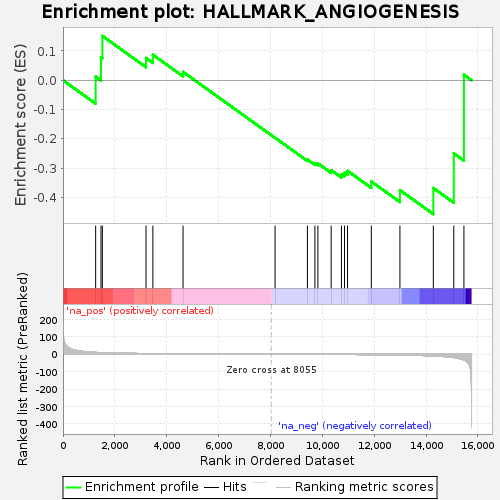 Enrichment plot: HALLMARK_ANGIOGENESIS
Enrichment score (ES)
0.1
0.0
-0.1
-0.2
-0.3
-0.4
'na_pos' (positively correlated)
Ranked list metric (PreRanked)
200
100
0
-100
-200
-300
-400
Zero cross at 8055
'na_neg' (negatively correlated)
0
2,000
4,000
6,000
8,000
10,000
12,000
14,000
16,000
Rank in Ordered Dataset
Enrichment profile
Hits
Ranking metric scores